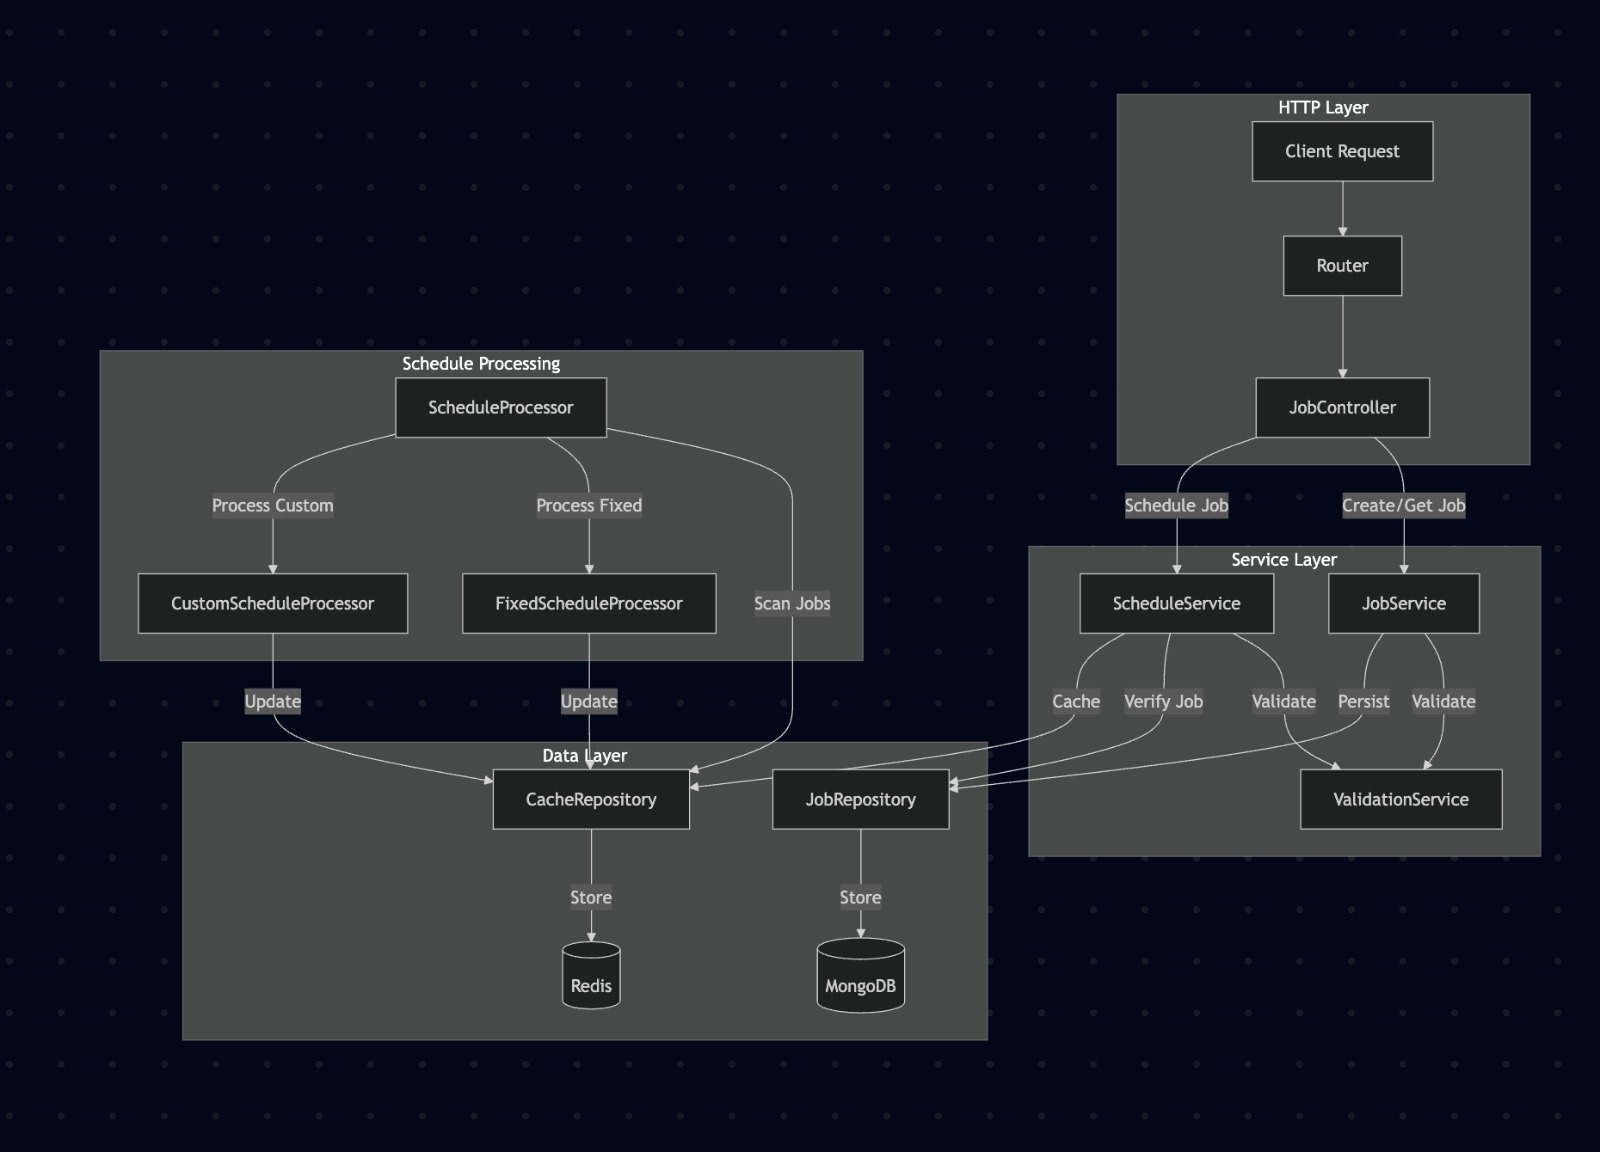 HTTP Layer
Client Request
Router
JobController
Schedule Job
Create/Get Job
Schedule Processing
ScheduleProcessor
Process Custom
Process Fixed
CustomScheduleProcessor
FixedScheduleProcessor
Scan Jobs
Update
Update
Service Layer
ScheduleService
JobService
Cache
Verify Job
Validate
Persist
Validate
ValidationService
Data Layer
CacheRepository
JobRepository
Store
Store
Redis
MongoDB